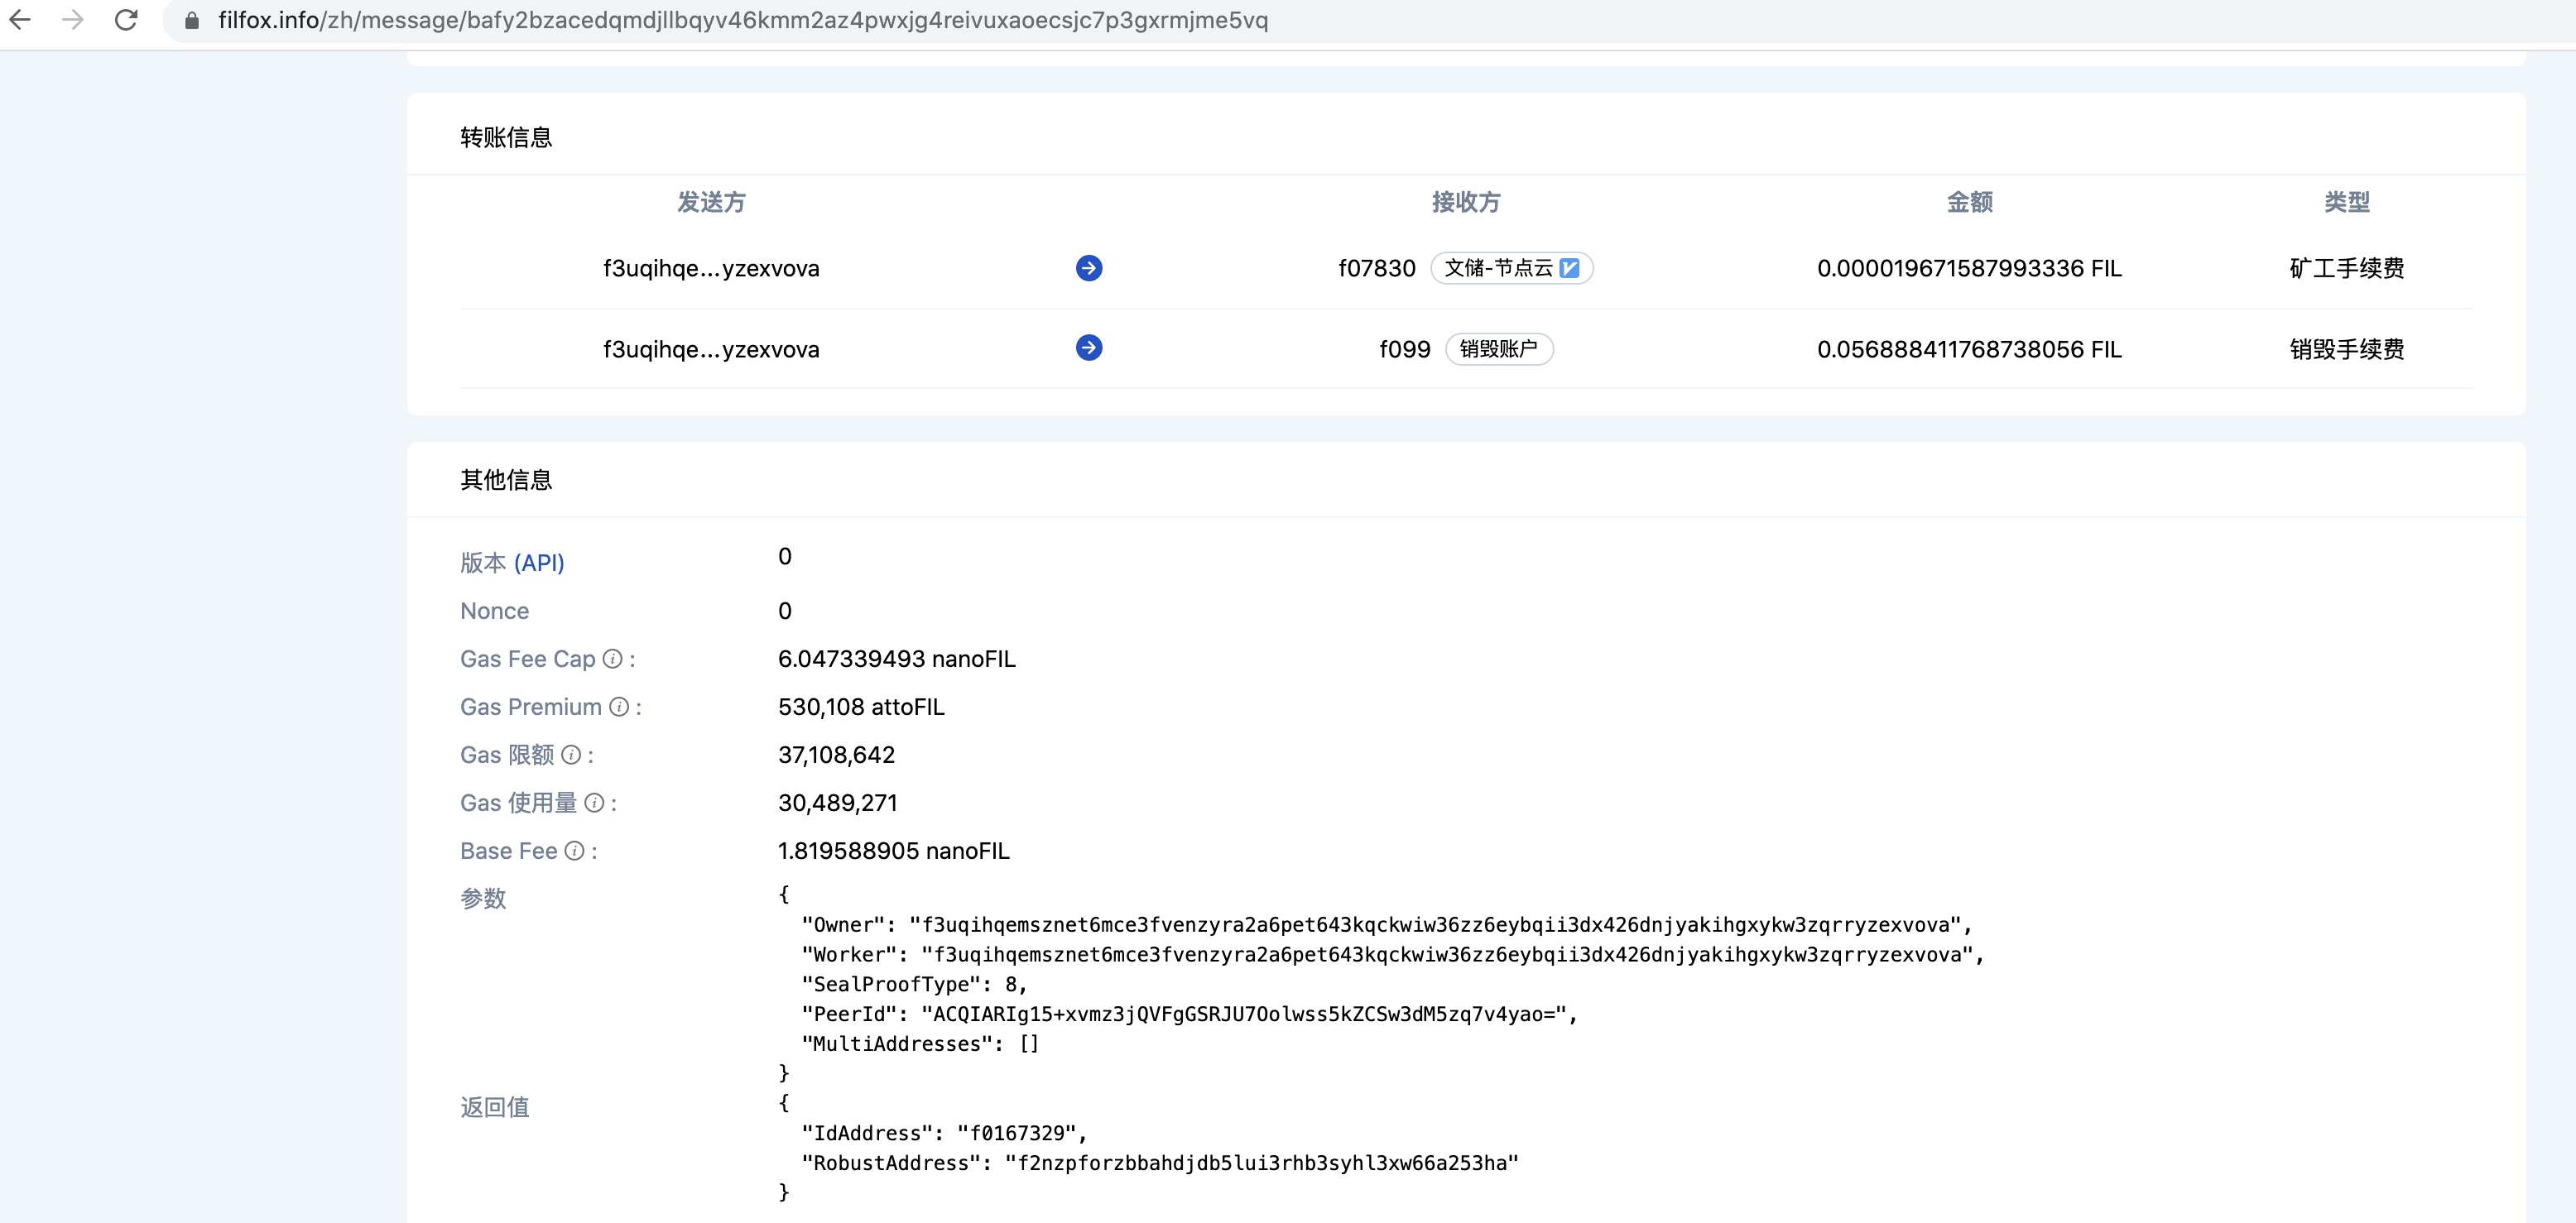 filfox.info/zh/message/bafy2bzacedqmdjllbqyv46kmm2az4pwxjg4reivuxaoecsjc7p3gxrmjme5vq
转账信息
发送方 接收方 金额 类型
f3uqihqe...yzexvova f07830 文储-节点云 0.000019671587993336 FIL 矿工手续费
f3uqihqe...yzexvova f099 销毁账户 0.056888411768738056 FIL 销毁手续费
其他信息
版本 (API) 0
Nonce 0
Gas Fee Cap : 6.047339493 nanoFIL
Gas Premium : 530,108 attoFIL
Gas 限额 : 37,108,642
Gas 使用量 : 30,489,271
Base Fee : 1.819588905 nanoFIL
参数 {
"Owner": "f3uqihqemsznet6mce3fvenzyra2a6pet643kqckwiw36zz6eybqii3dx426dnjyakihgxykw3zqrryzexvova",
"Worker": "f3uqihqemsznet6mce3fvenzyra2a6pet643kqckwiw36zz6eybqii3dx426dnjyakihgxykw3zqrryzexvova",
"SealProofType": 8,
"PeerId": "ACQIARIg15+xvmz3jQVFgGSRJU7Oolwss5kZCSw3dM5zq7v4yao=",
"MultiAddresses": []
}
返回值 {
"IdAddress": "f0167329",
"RobustAddress": "f2nzpforzbbahdjdb5lui3rhb3syhl3xw66a253ha"
}